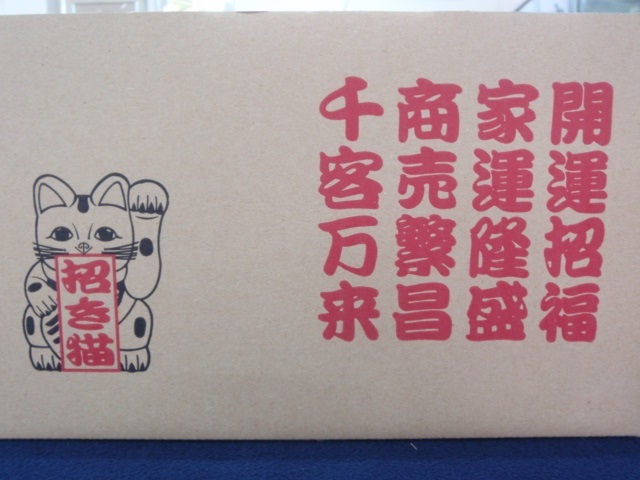 開運招福
家運隆盛
商売繁昌
千客万来
招き猫